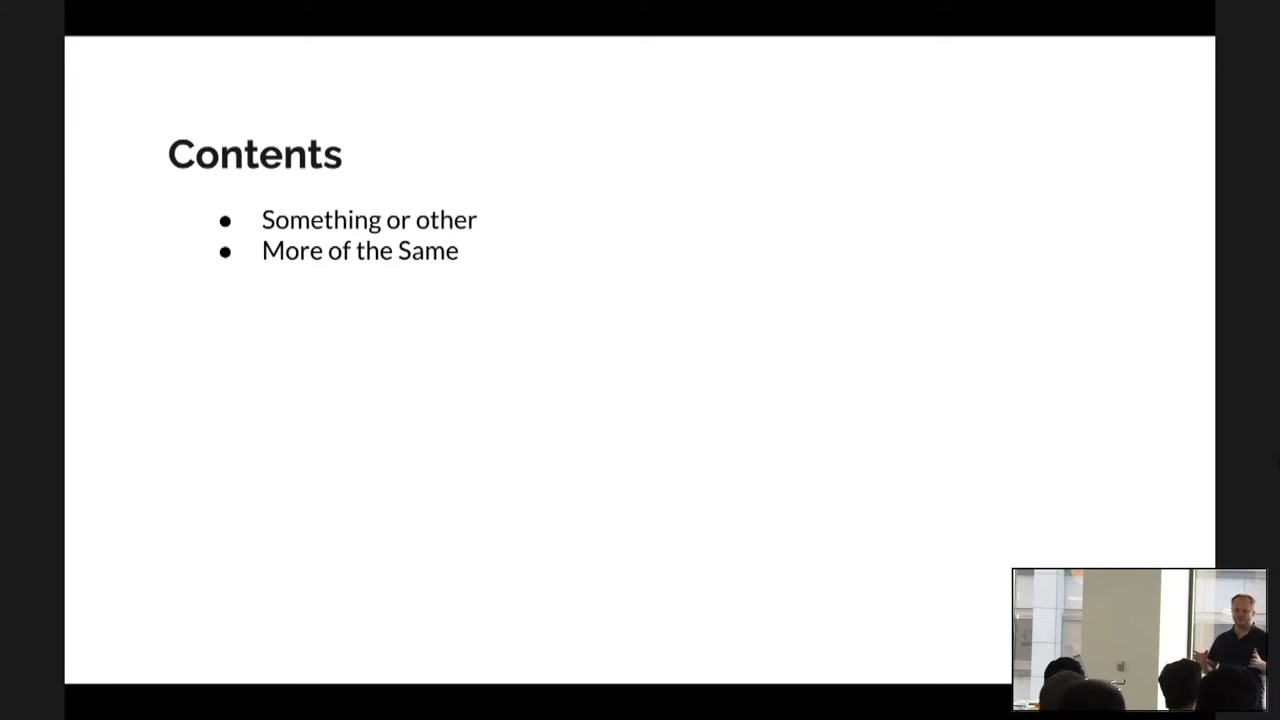 Contents
● Something or other
● More of the Same